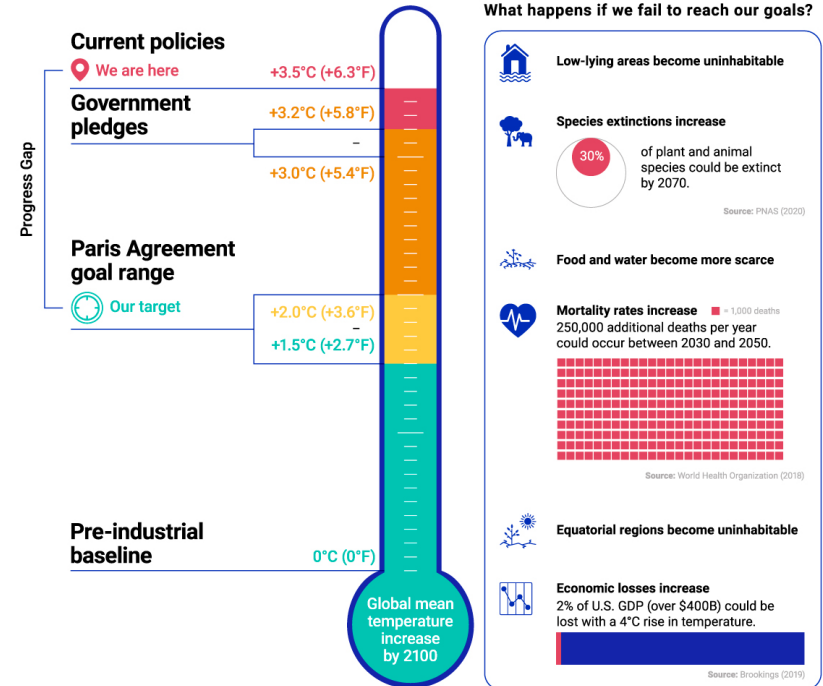 What happens if we fail to reach our goals?
Current policies
We are here
+3.5°C (+6.3°F)
Government
pledges
+3.2°C (+5.8°F)
–
+3.0°C (+5.4°F)
Progress Gap
Paris Agreement
goal range
Our target
+2.0°C (+3.6°F)
–
+1.5°C (+2.7°F)
Pre-industrial
baseline
0°C (0°F)
Global mean
temperature
increase
by 2100
Low-lying areas become uninhabitable
Species extinctions increase
30%
of plant and animal
species could be extinct
by 2070.
Source: PNAS (2020)
Food and water become more scarce
Mortality rates increase
= 1,000 deaths
250,000 additional deaths per year
could occur between 2030 and 2050.
Source: World Health Organization (2018)
Equatorial regions become uninhabitable
Economic losses increase
2% of U.S. GDP (over $400B) could be
lost with a 4°C rise in temperature.
Source: Brookings (2019)